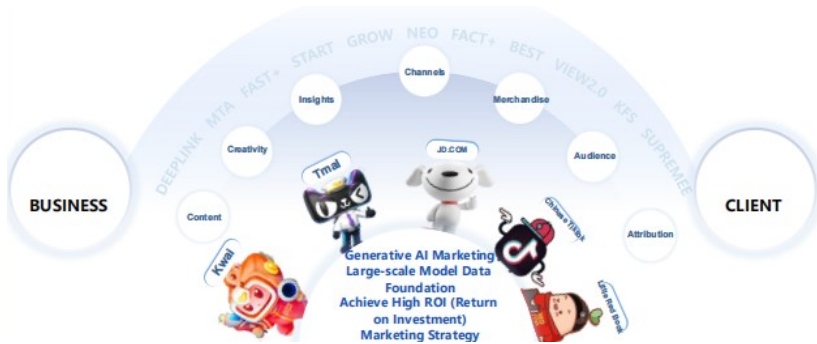 DEEPLINK MTA FAST+ START GROW NEO FACT+ BEST VIEW2.0 KFS SUPREMEE
Channels
Insights
Merchandise
Creativity
Audience
Content
Attribution
BUSINESS
CLIENT
Tmal
JD.COM
Kwai
Chinese Tiktok
Little Red Book
Generative AI Marketing
Large-scale Model Data
Foundation
Achieve High ROI (Return
on Investment)
Marketing Strategy